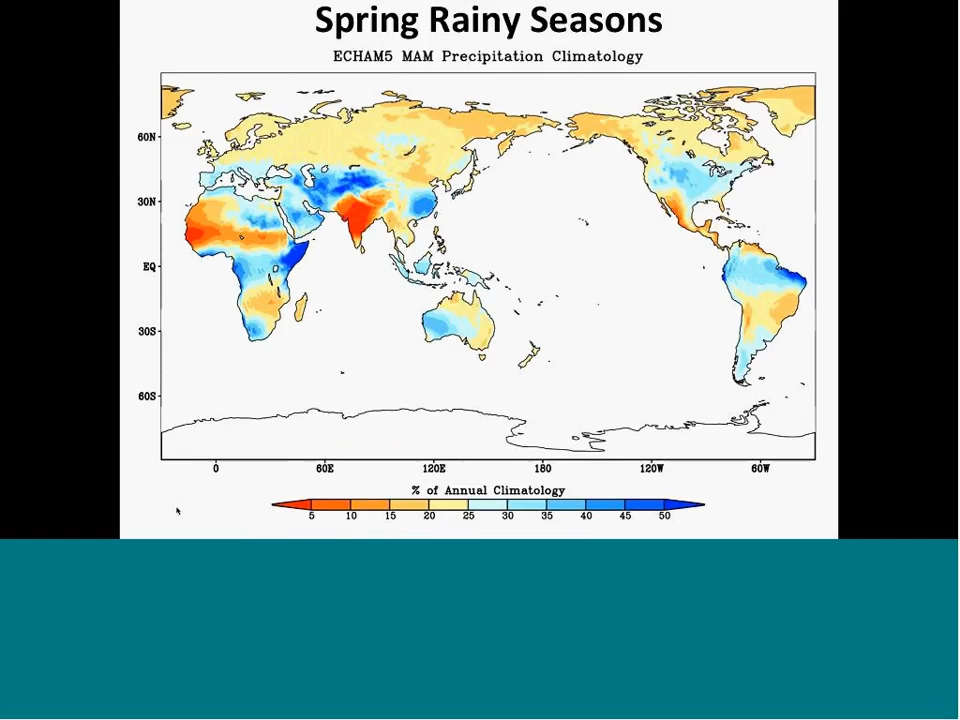 Spring Rainy Seasons
ECHAM5 MAM Precipitation Climatology
60N
30N
EQ
30S
60S
0 60E 120E 180 120W 60W
% of Annual Climatology
5 10 15 20 25 30 35 40 45 50